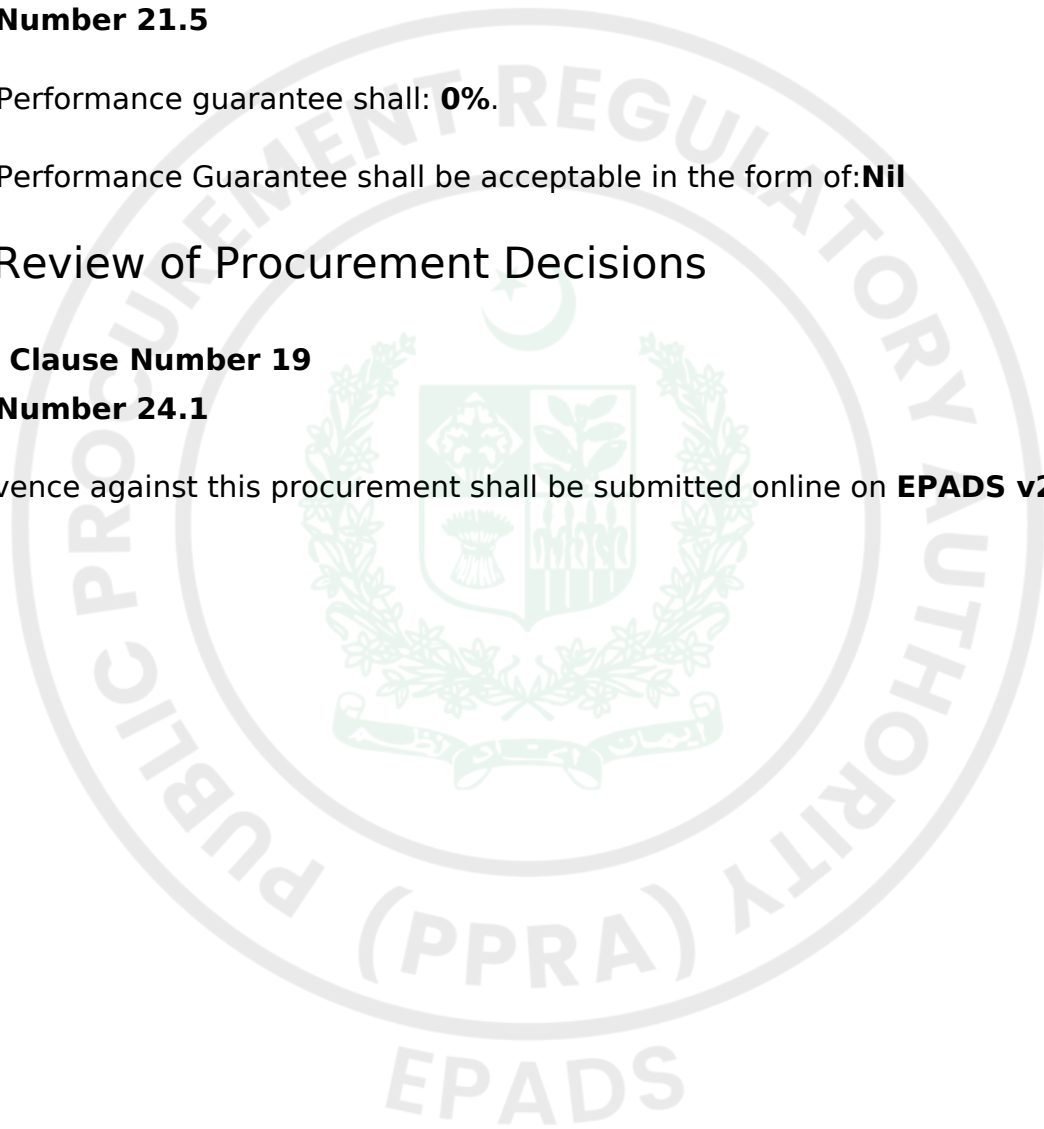 Number 21.5
Performance guarantee shall: 0%.
Performance Guarantee shall be acceptable in the form of:Nil
Review of Procurement Decisions
Clause Number 19
Number 24.1
vence against this procurement shall be submitted online on EPADS v2
PUBLIC PROCUREMENT REGULATORY AUTHORITY
(PPRA)
EPADS